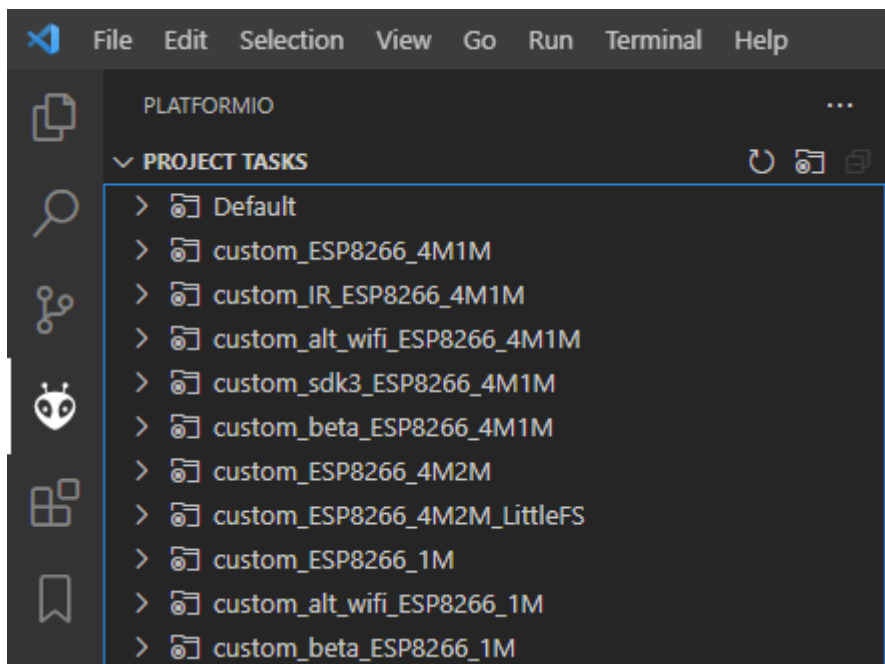 File Edit Selection View Go Run Terminal Help
PLATFORMIO
PROJECT TASKS
Default
custom_ESP8266_4M1M
custom_IR_ESP8266_4M1M
custom_alt_wifi_ESP8266_4M1M
custom_sdk3_ESP8266_4M1M
custom_beta_ESP8266_4M1M
custom_ESP8266_4M2M
custom_ESP8266_4M2M_LittleFS
custom_ESP8266_1M
custom_alt_wifi_ESP8266_1M
custom_beta_ESP8266_1M